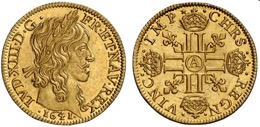 LVD·XIII·D·G
FR·ET·NAV·REX
1641
CHRS
REGN
VINC
IMP
A